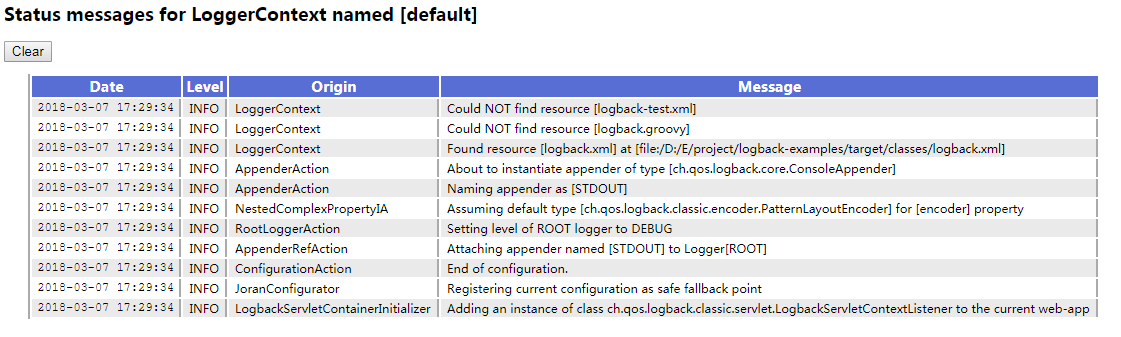 Status messages for LoggerContext named [default]
Clear
Date Level Origin Message
2018-03-07 17:29:34 INFO LoggerContext Could NOT find resource [logback-test.xml]
2018-03-07 17:29:34 INFO LoggerContext Could NOT find resource [logback.groovy]
2018-03-07 17:29:34 INFO LoggerContext Found resource [logback.xml] at [file:/D:/E/project/logback-examples/target/classes/logback.xml]
2018-03-07 17:29:34 INFO AppenderAction About to instantiate appender of type [ch.qos.logback.core.ConsoleAppender]
2018-03-07 17:29:34 INFO AppenderAction Naming appender as [STDOUT]
2018-03-07 17:29:34 INFO NestedComplexPropertyIA Assuming default type [ch.qos.logback.classic.encoder.PatternLayoutEncoder] for [encoder] property
2018-03-07 17:29:34 INFO RootLoggerAction Setting level of ROOT logger to DEBUG
2018-03-07 17:29:34 INFO AppenderRefAction Attaching appender named [STDOUT] to Logger[ROOT]
2018-03-07 17:29:34 INFO ConfigurationAction End of configuration.
2018-03-07 17:29:34 INFO JoranConfigurator Registering current configuration as safe fallback point
2018-03-07 17:29:34 INFO LogbackServletContainerInitializer Adding an instance of class ch.qos.logback.classic.servlet.LogbackServletContextListener to the current web-app